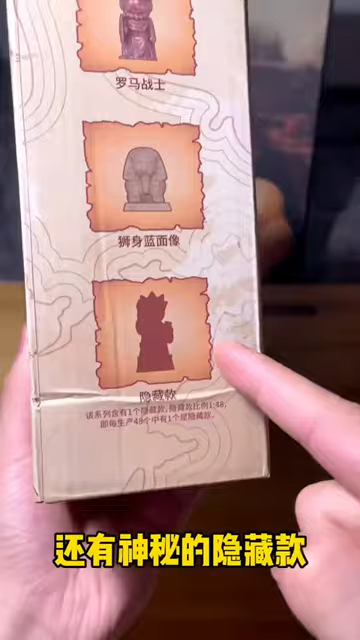 罗马战士
狮身蓝面像
隐藏款
该系列含有1个隐藏款,隐藏款比例1:48,
即每生产48个中有1个是隐藏款。
还有神秘的隐藏款